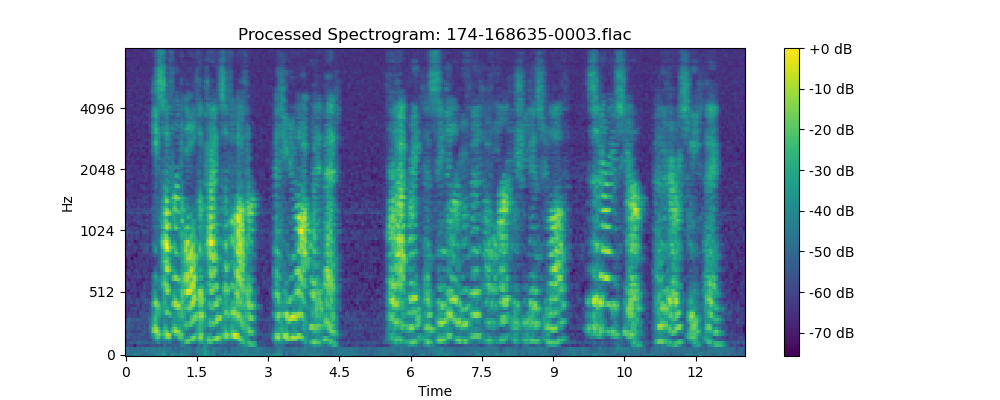 Processed Spectrogram: 174-168635-0003.flac
Hz
4096
2048
1024
512
0
0 1.5 3 4.5 6 7.5 9 10 12
Time
+0 dB
-10 dB
-20 dB
-30 dB
-40 dB
-50 dB
-60 dB
-70 dB